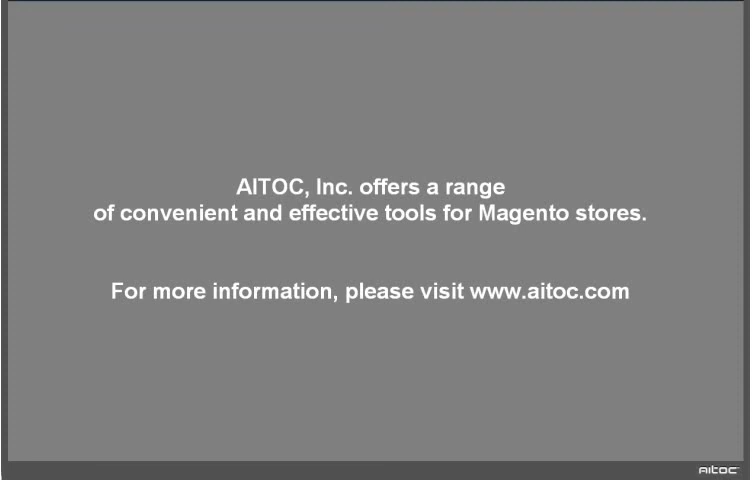 AITOC, Inc. offers a range
of convenient and effective tools for Magento stores.
For more information, please visit www.aitoc.com
AITOC